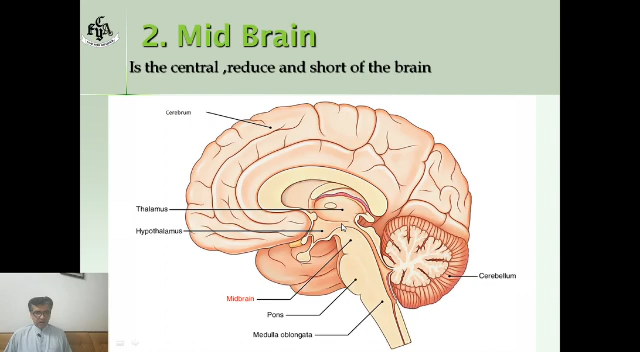 2. Mid Brain
Is the central ,reduce and short of the brain
Cerebrum
Thalamus
Hypothalamus
Cerebellum
Midbrain
Pons
Medulla oblongata